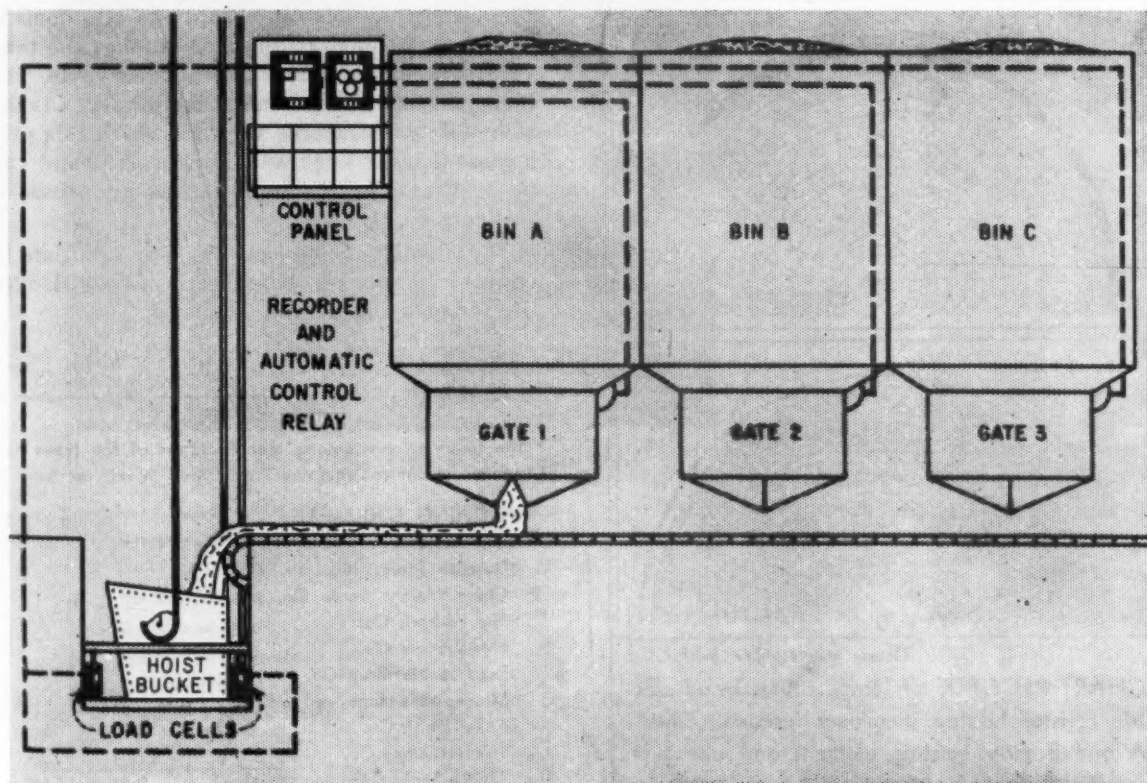 CONTROL
PANEL
RECORDER
AND
AUTOMATIC
CONTROL
RELAY
BIN A
BIN B
BIN C
GATE 1
GATE 2
GATE 3
HOIST
BUCKET
LOAD CELLS